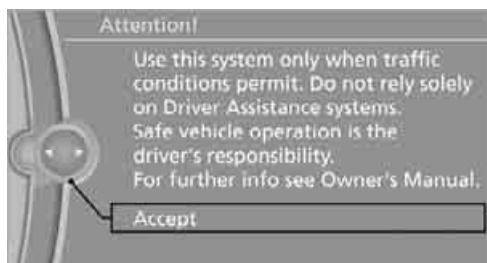 Attention!
Use this system only when traffic
conditions permit. Do not rely solely
on Driver Assistance systems.
Safe vehicle operation is the
driver's responsibility.
For further info see Owner's Manual.
Accept